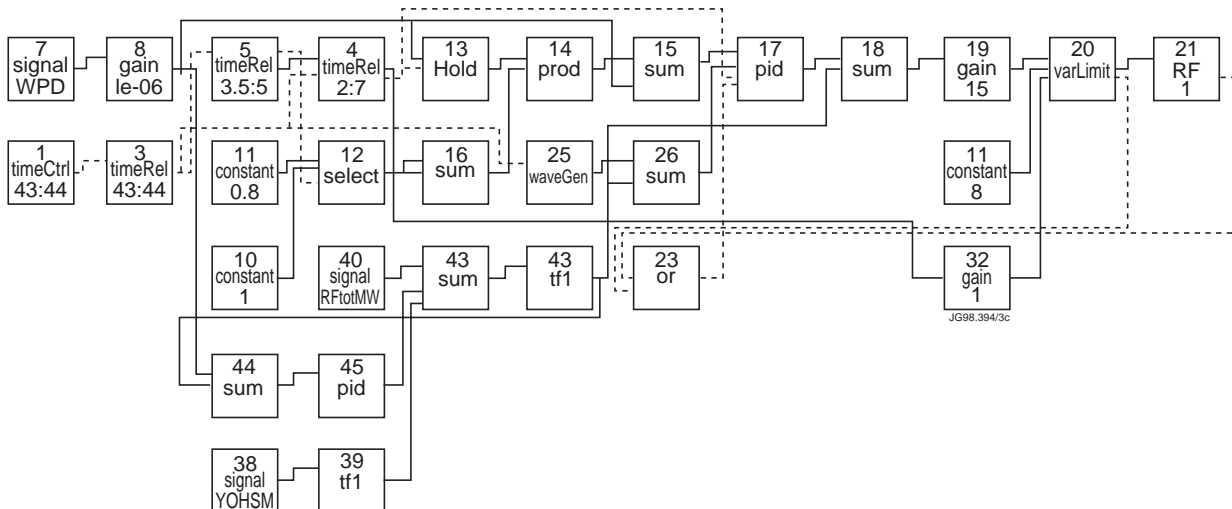 7
signal
WPD
8
gain
le-06
5
timeRel
3.5:5
4
timeRel
2:7
13
Hold
14
prod
15
sum
17
pid
18
sum
19
gain
15
20
varLimit
21
RF
1
1
timeCtrl
43:44
3
timeRel
43:44
11
constant
0.8
12
select
16
sum
25
waveGen
26
sum
11
constant
8
10
constant
1
40
signal
RFtotMW
43
sum
43
tf1
23
or
32
gain
1
JG98.394/3c
44
sum
45
pid
38
signal
YOHSM
39
tf1